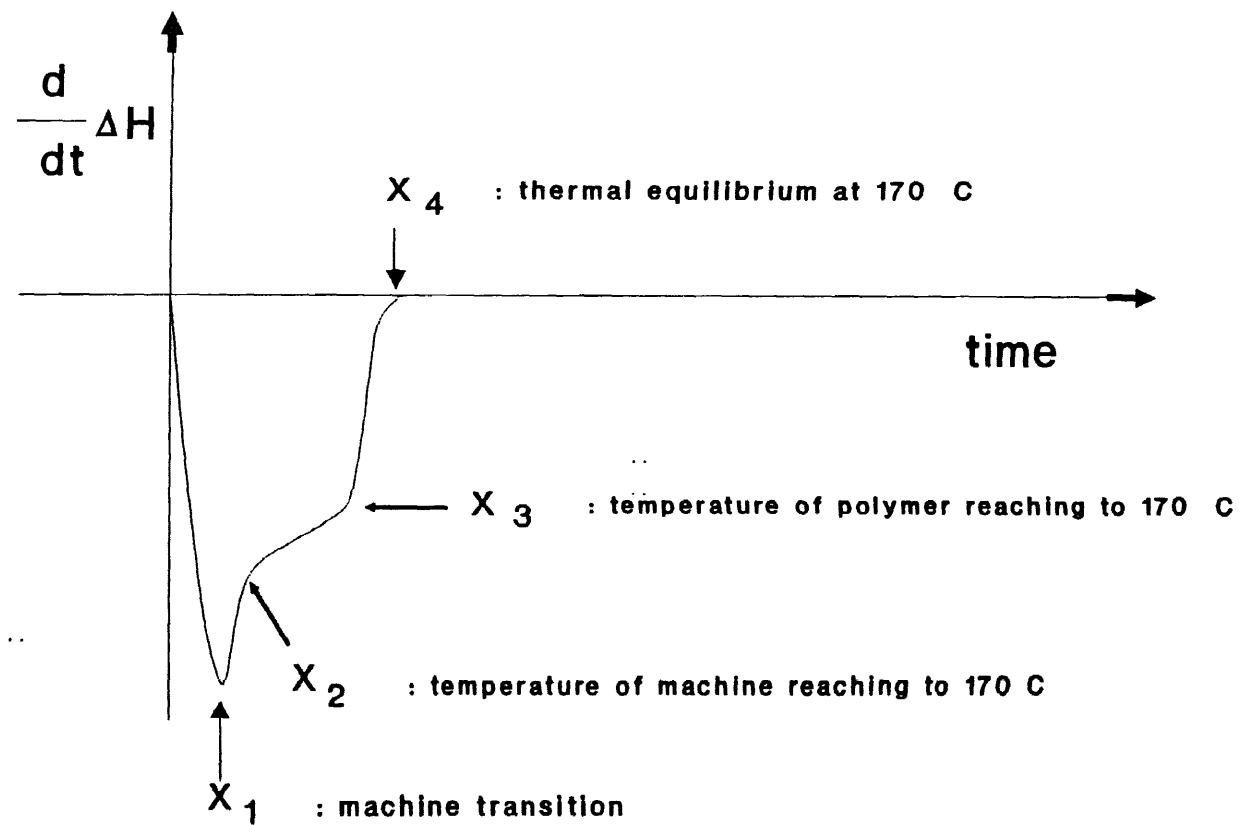 d
dt
ΔH
X 4 : thermal equilibrium at 170 C
time
X 3 : temperature of polymer reaching to 170 C
X 2 : temperature of machine reaching to 170 C
X 1 : machine transition